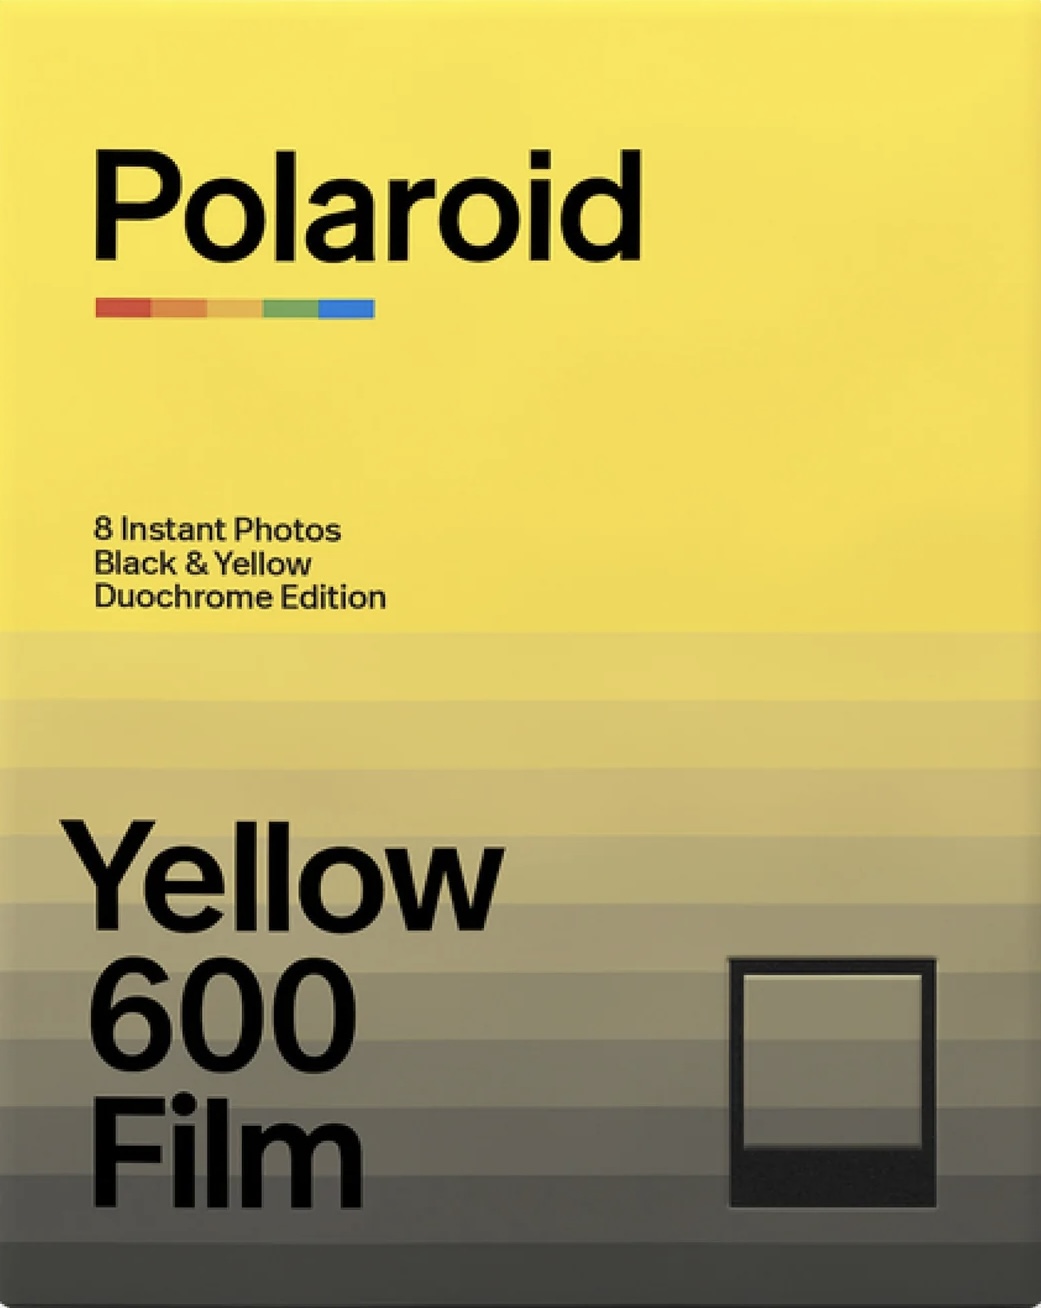 Polaroid
8 Instant Photos
Black & Yellow
Duochrome Edition
Yellow
600
Film